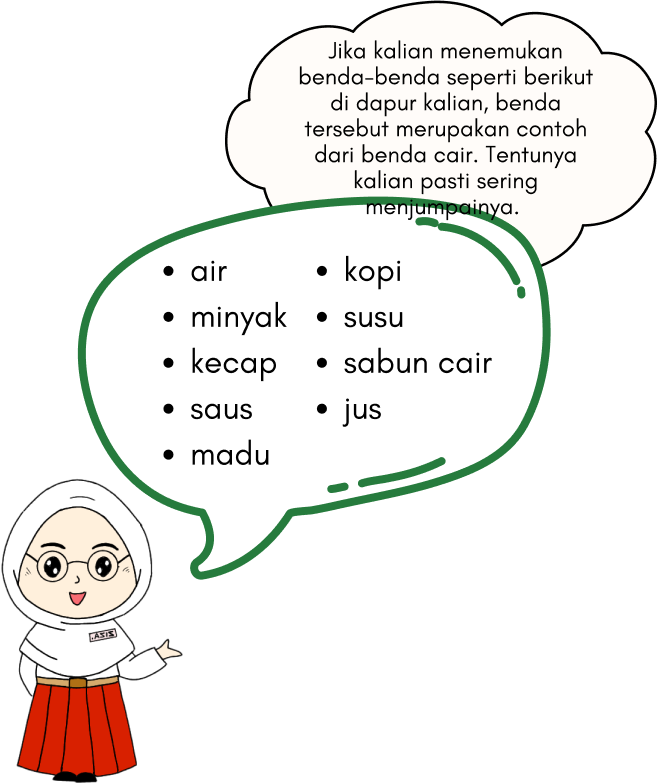 Jika kalian menemukan
benda-benda seperti berikut
di dapur kalian, benda
tersebut merupakan contoh
dari benda cair. Tentunya
kalian pasti sering
menjumpainya.
• air
• minyak
• kecap
• saus
• madu
• kopi
• susu
• sabun cair
• jus